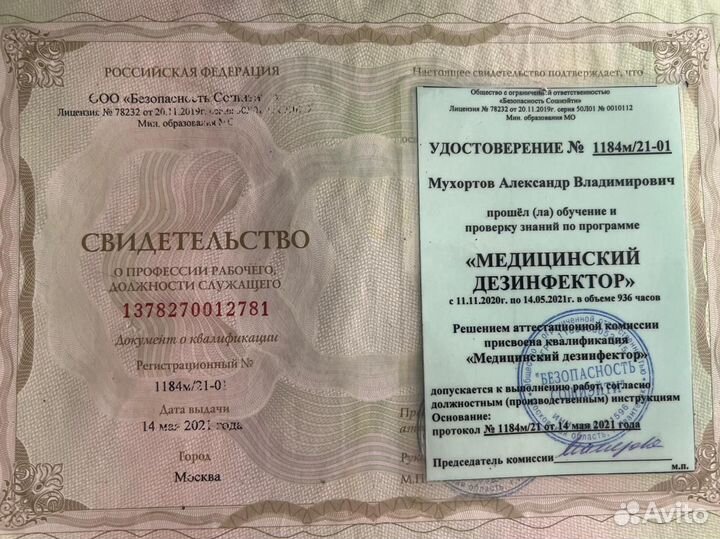 РОССИЙСКАЯ ФЕДЕРАЦИЯ
ООО «Безопасность
Лицензия № 78232 от 20.11.2019г. серия
Мин. образования МО
СВИДЕТЕЛЬСТВО
О ПРОФЕССИИ РАБОЧЕГО,
ДОЛЖНОСТИ СЛУЖАЩЕГО
1378270012781
Документ о квалификации
Регистрационный №
1184м/21-01
Дата выдачи
14 мая 2021 года
Город
Москва
Настоящее свидетельство подтверждает, что
Общество с ограниченной ответственностью
«Безопасность Сошиэйти»
Лицензия № 78232 от 20.11.2019г. серия 50Л01 № 0010112
Мин. образования МО
УДОСТОВЕРЕНИЕ № 1184м/21-01
Мухортов Александр Владимирович
прошёл (ла) обучение и
проверку знаний по программе
«МЕДИЦИНСКИЙ
ДЕЗИНФЕКТОР»
с 11.11.2020г. по 14.05.2021г. в объеме 936 часов
Решением аттестационной комиссии
присвоена квалификация
«Медицинский дезинфектор»
"БЕЗОПАСНОСТЬ
допускается к выполнению работ, согласно
должностным (производственным) инструкциям
Основание:
протокол № 1184м/21 от 14 мая 2021 года
Председатель комиссии
м.п.
М.П.
Avito